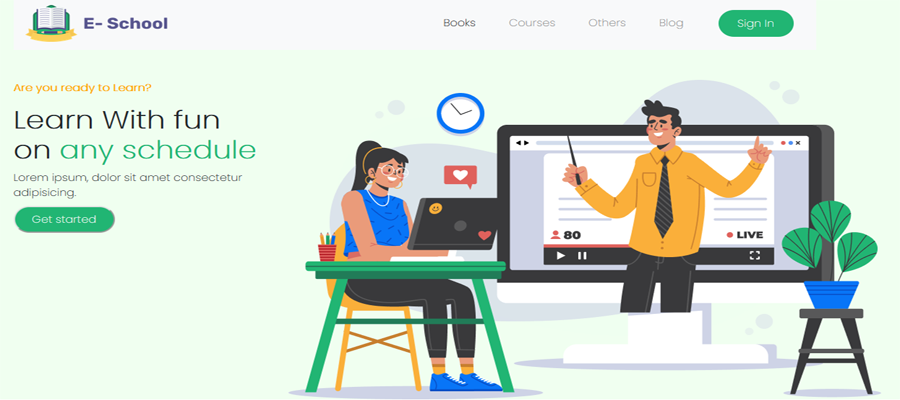 E- School
Books Courses Others Blog Sign In
Are you ready to Learn?
Learn With fun
on any schedule
Lorem ipsum, dolor sit amet consectetur
adipisicing.
Get started
80 LIVE